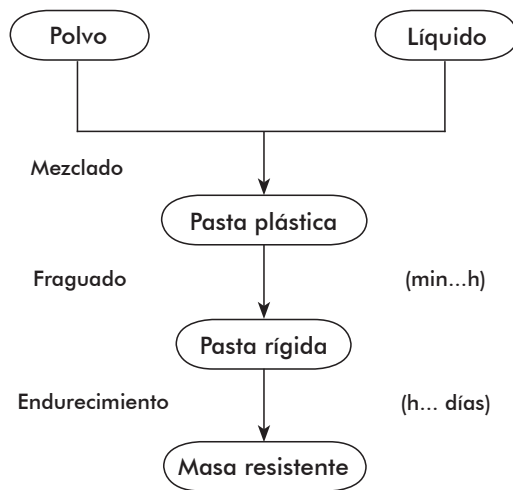 Polvo
Líquido
Mezclado
Pasta plástica
Fraguado
(min...h)
Pasta rígida
Endurecimiento
(h... días)
Masa resistente